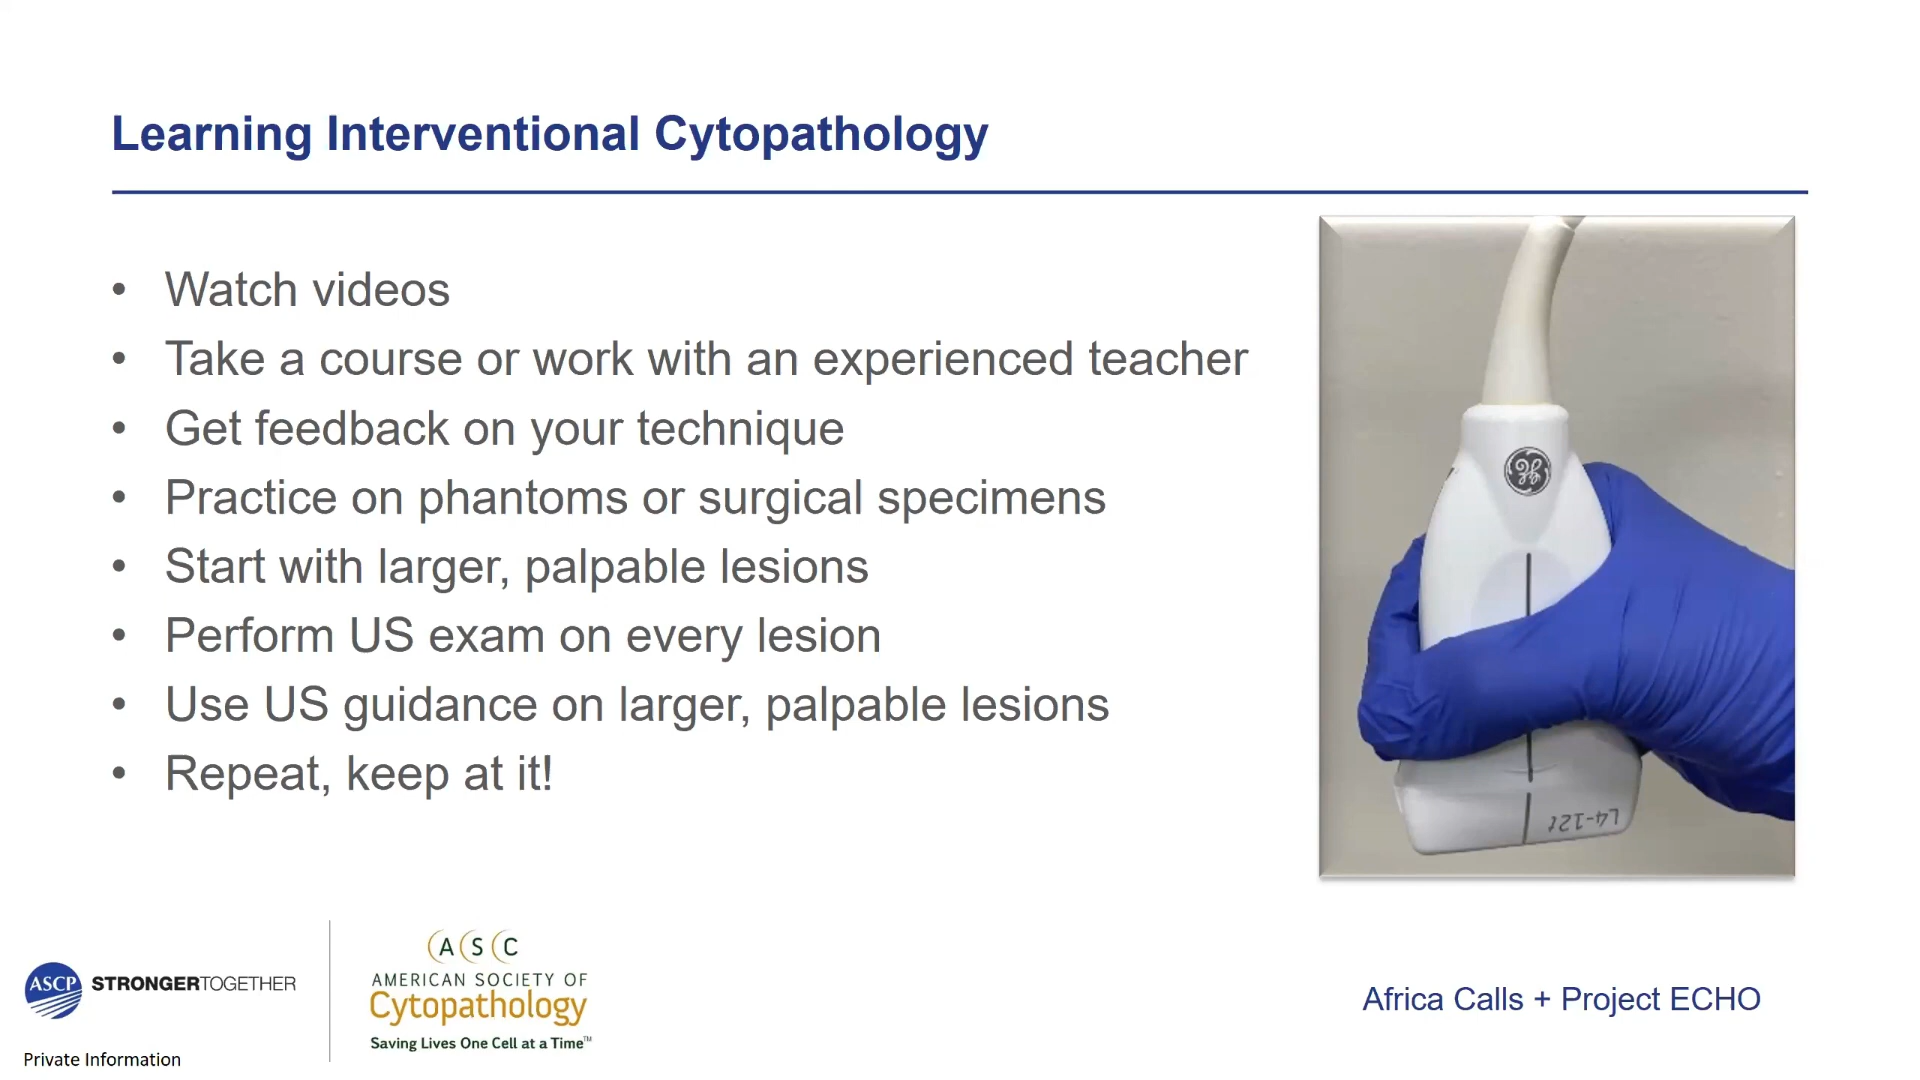 Learning Interventional Cytopathology
• Watch videos
• Take a course or work with an experienced teacher
• Get feedback on your technique
• Practice on phantoms or surgical specimens
• Start with larger, palpable lesions
• Perform US exam on every lesion
• Use US guidance on larger, palpable lesions
• Repeat, keep at it!
GE
L4-12t
ASCP STRONGERTOGETHER
Private Information
ASC
AMERICAN SOCIETY OF
Cytopathology
Saving Lives One Cell at a Time™
Africa Calls + Project ECHO